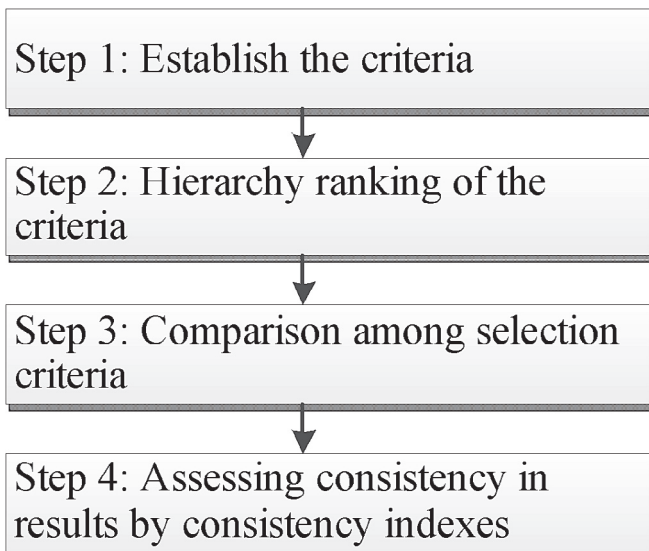 Step 1: Establish the criteria
Step 2: Hierarchy ranking of the
criteria
Step 3: Comparison among selection
criteria
Step 4: Assessing consistency in
results by consistency indexes